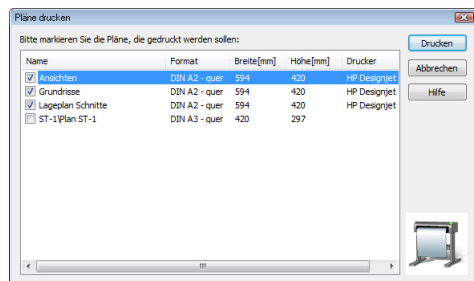 Pläne drucken
Bitte markieren Sie die Pläne, die gedruckt werden sollen:
Drucken
Name Format Breite[mm] Höhe[mm] Drucker
Abbrechen
Ansichten DIN A2 - quer 594 420 HP Designjet
Grundrisse DIN A2 - quer 594 420 HP Designjet
Hilfe
Lageplan Schnitte DIN A2 - quer 594 420 HP Designjet
ST-1\Plan ST-1 DIN A3 - quer 420 297